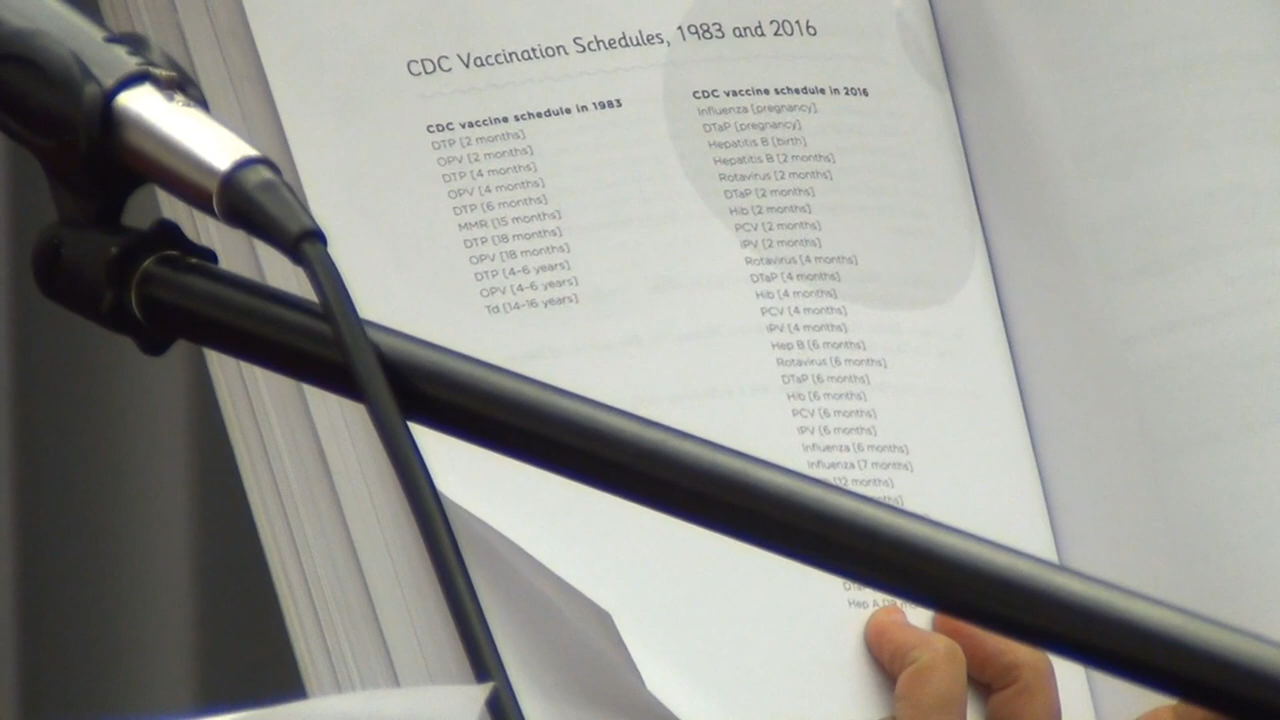 CDC Vaccination Schedules, 1983 and 2016
CDC vaccine schedule in 1983
DTP [2 months]
OPV [2 months]
DTP [4 months]
OPV [4 months]
DTP [6 months]
MMR [15 months]
DTP [18 months]
OPV [18 months]
DTP [4-6 years]
OPV [4-6 years]
Td [14-16 years]
CDC vaccine schedule in 2016
Influenza [pregnancy]
DTaP [pregnancy]
Hepatitis B [birth]
Hepatitis B [2 months]
Rotavirus [2 months]
DTaP [2 months]
Hib [2 months]
PCV [2 months]
IPV [2 months]
Rotavirus [4 months]
DTaP [4 months]
Hib [4 months]
PCV [4 months]
IPV [4 months]
Hep B [6 months]
Rotavirus [6 months]
DTaP [6 months]
Hib [6 months]
PCV [6 months]
IPV [6 months]
Influenza [6 months]
Influenza [7 months]
[12 months]
Hep A